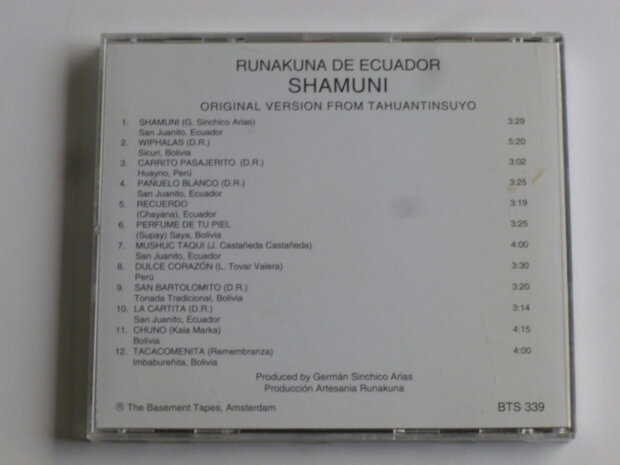 RUNAKUNA DE ECUADOR
SHAMUNI
ORIGINAL VERSION FROM TAHUANTINSUYO
1. SHAMUNI (G. Sinchico Arias) 3:29
San Juanito, Ecuador
2. WIPHALAS (D.R.) 5:20
Sicuri, Bolivia
3. CARRITO PASAJERITO (D.R.) 3:02
Huayno, Perú
4. PAÑUELO BLANCO (D.R.) 3:25
San Juanito, Ecuador
5. RECUERDO 3:19
(Chayana), Ecuador
6. PERFUME DE TU PIEL 3:25
(Supay) Saya, Bolivia
7. MUSHUC TAQUI (J. Castañeda Castañeda) 4:00
San Juanito, Ecuador
8. DULCE CORAZÓN (L. Tovar Valera) 3:30
Perú
9. SAN BARTOLOMITO (D.R.) 3:20
Tonada Tradicional, Bolivia
10. LA CARTITA (D.R.) 3:14
San Juanito, Ecuador
11. CHUNO (Kala Marka) 4:15
Bolivia
12. TACACOMENITA (Remembranza) 4:00
Imbabureñita, Bolivia
Produced by Germán Sinchico Arias
Producción Artesanía Runakuna
℗ The Basement Tapes, Amsterdam BTS 339